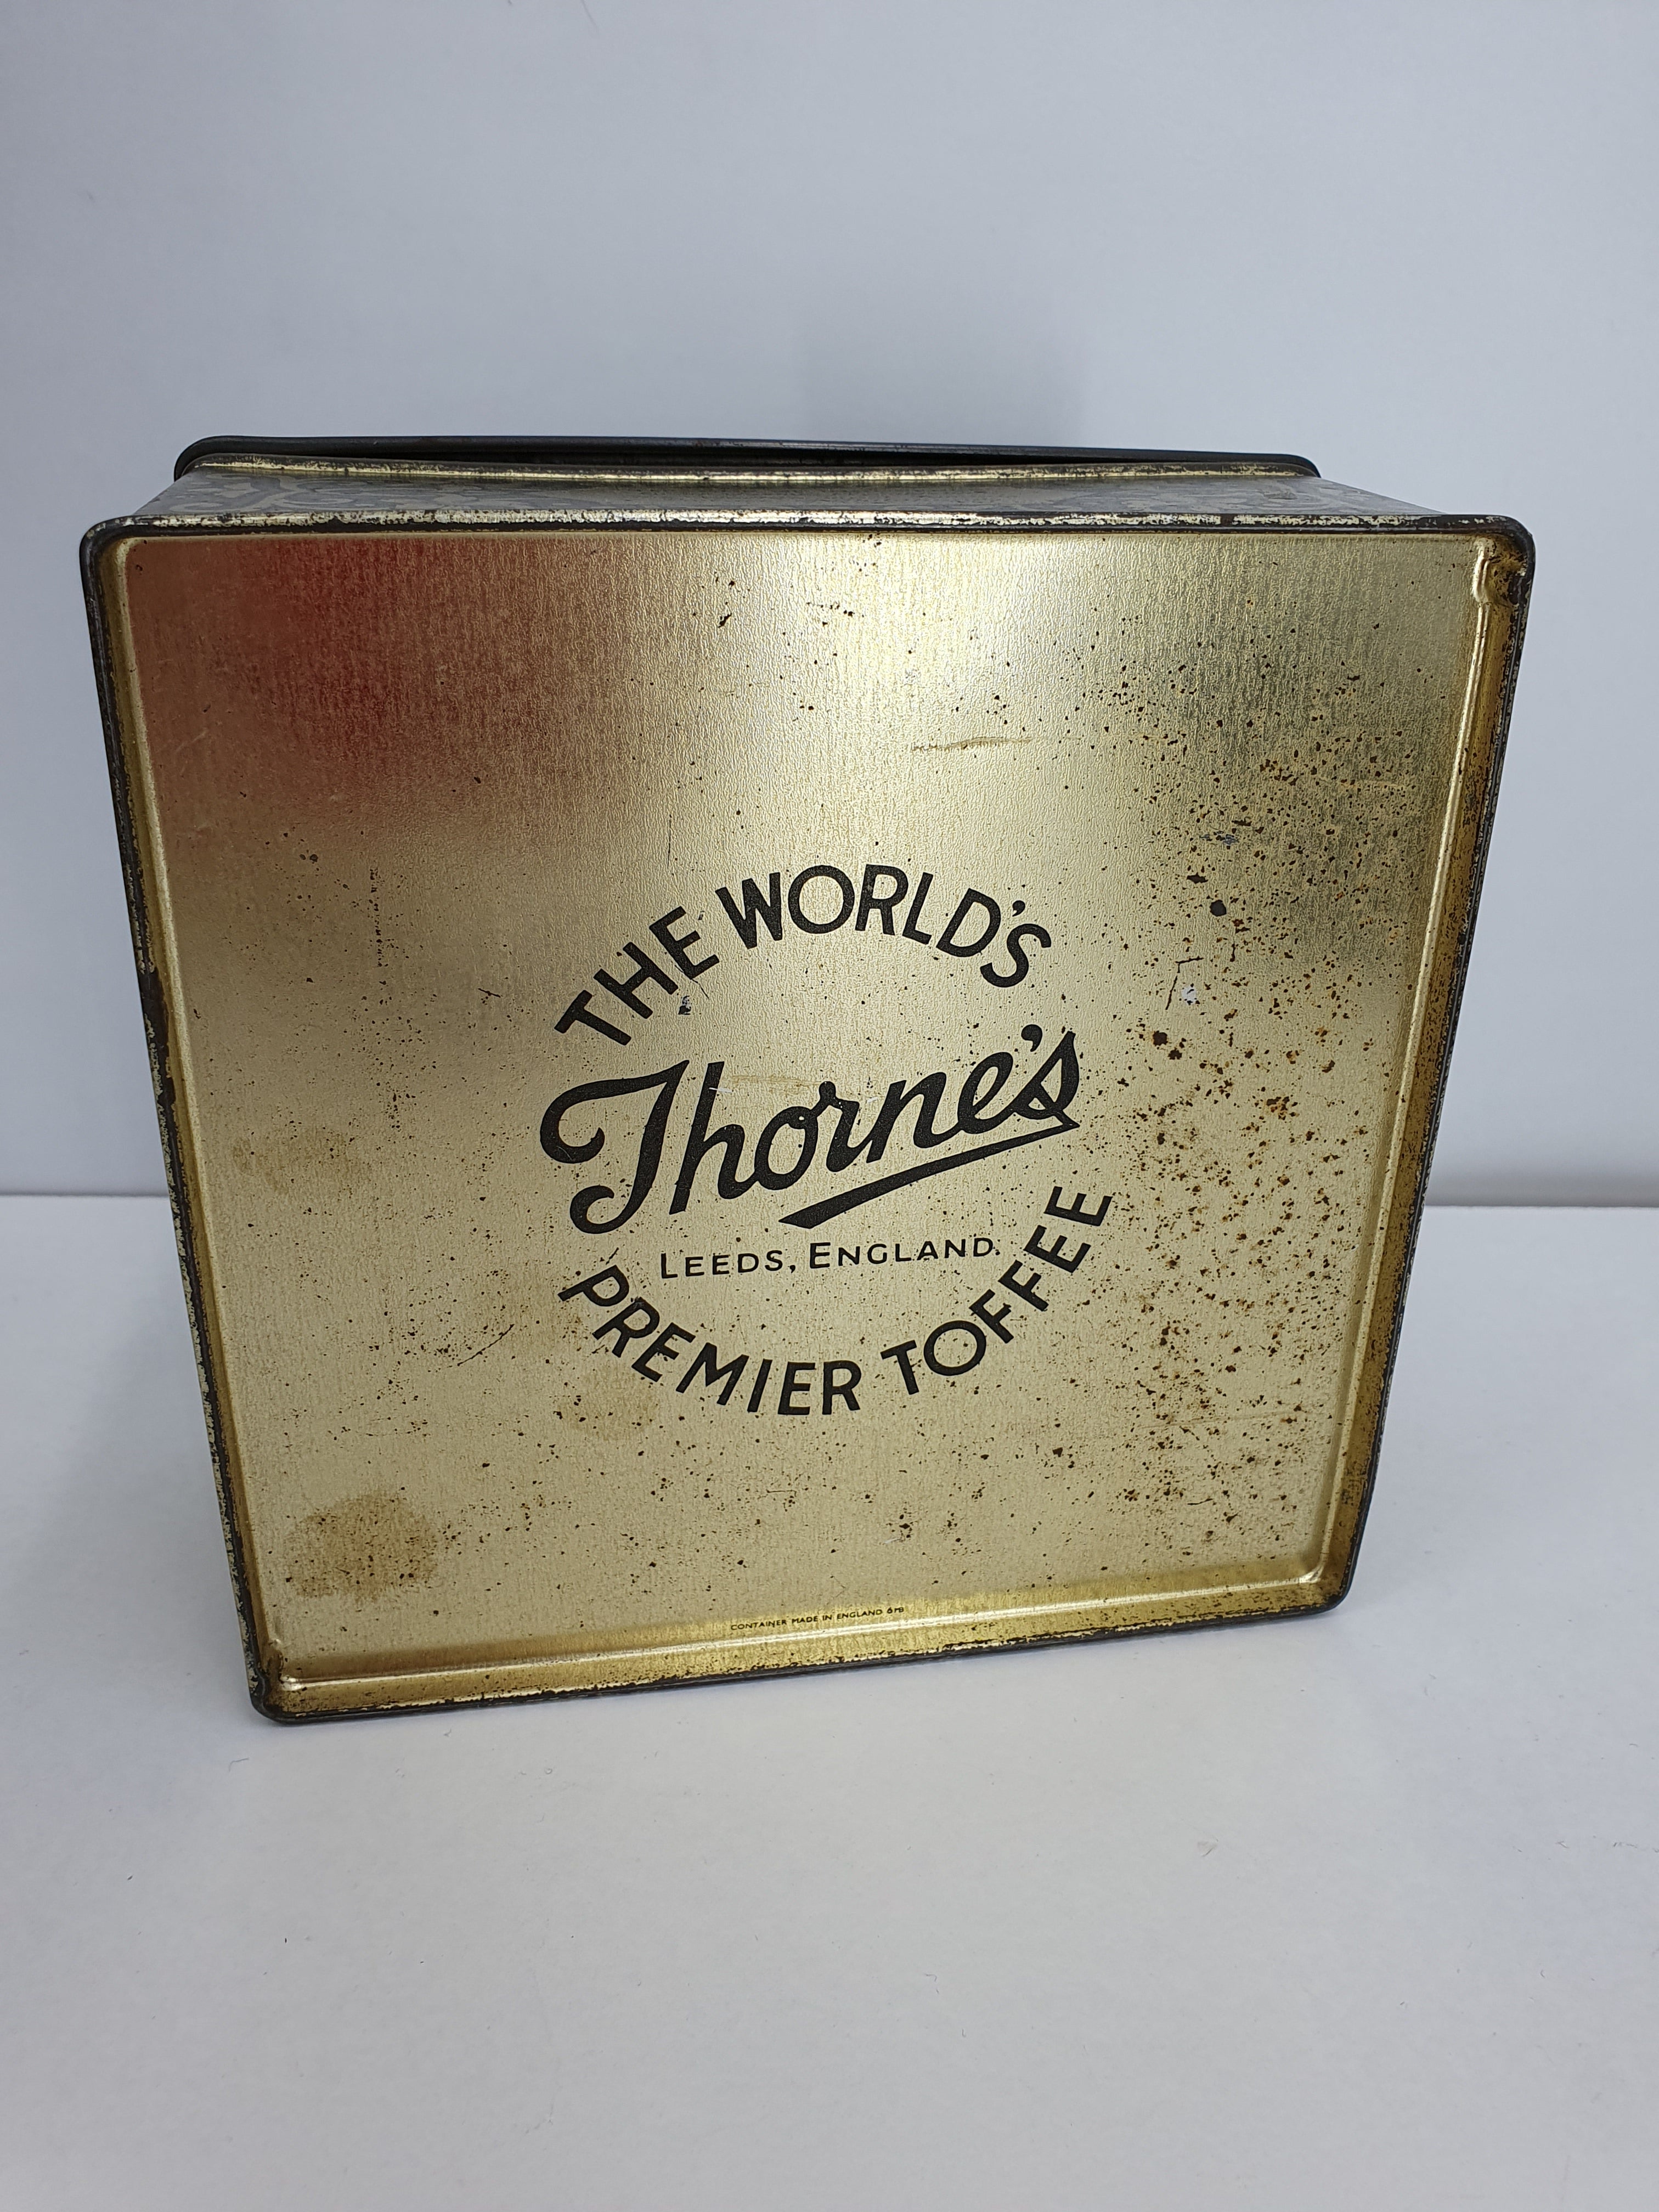 THE WORLD'S
Thorne's
LEEDS, ENGLAND.
PREMIER TOFFEE
CONTAINER MADE IN ENGLAND